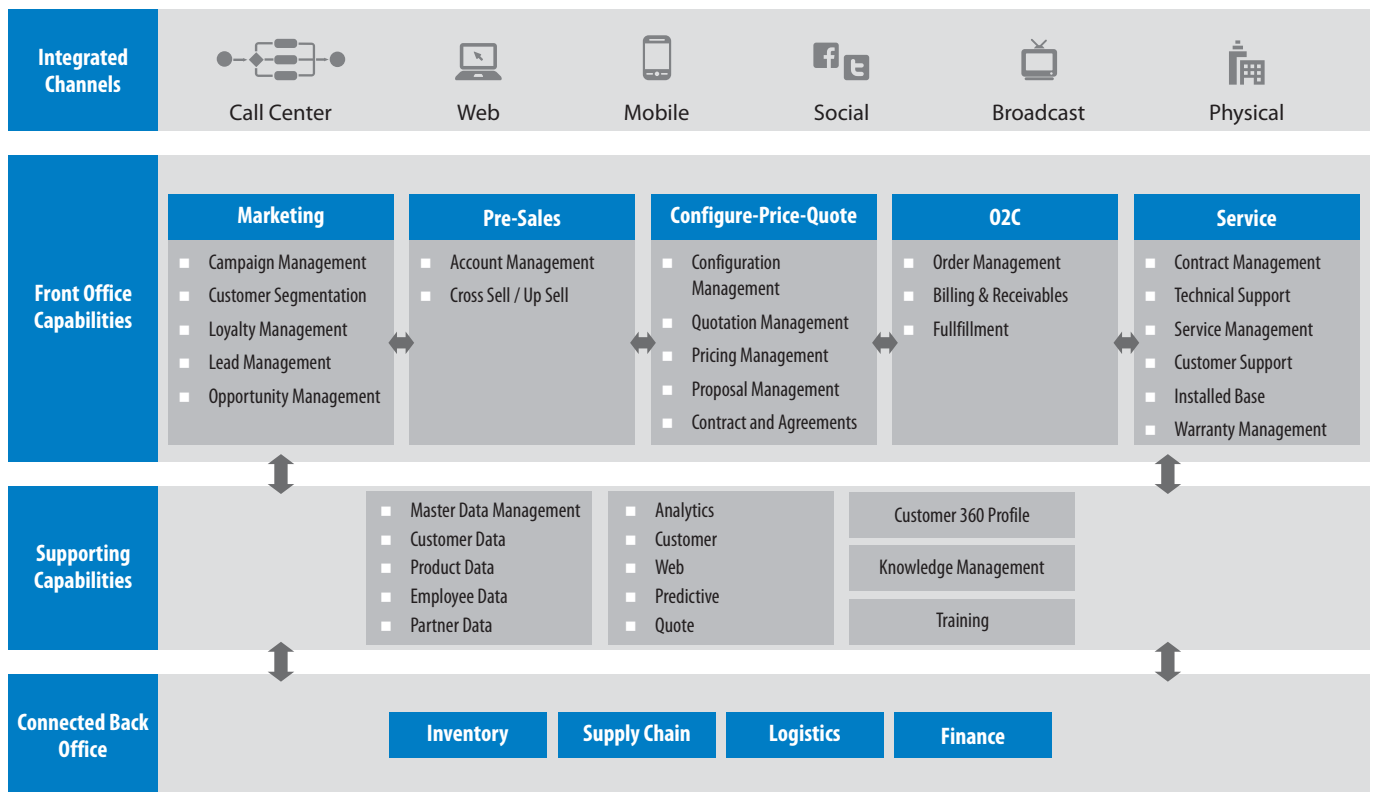 Integrated
Channels
Call Center
Web
Mobile
Social
Broadcast
Physical
Front Office
Capabilities
Marketing
Campaign Management
Customer Segmentation
Loyalty Management
Lead Management
Opportunity Management
Pre-Sales
Account Management
Cross Sell / Up Sell
Configure-Price-Quote
Configuration
Management
Quotation Management
Pricing Management
Proposal Management
Contract and Agreements
O2C
Order Management
Billing & Receivables
Fullfillment
Service
Contract Management
Technical Support
Service Management
Customer Support
Installed Base
Warranty Management
Supporting
Capabilities
Master Data Management
Customer Data
Product Data
Employee Data
Partner Data
Analytics
Customer
Web
Predictive
Quote
Customer 360 Profile
Knowledge Management
Training
Connected Back
Office
Inventory
Supply Chain
Logistics
Finance